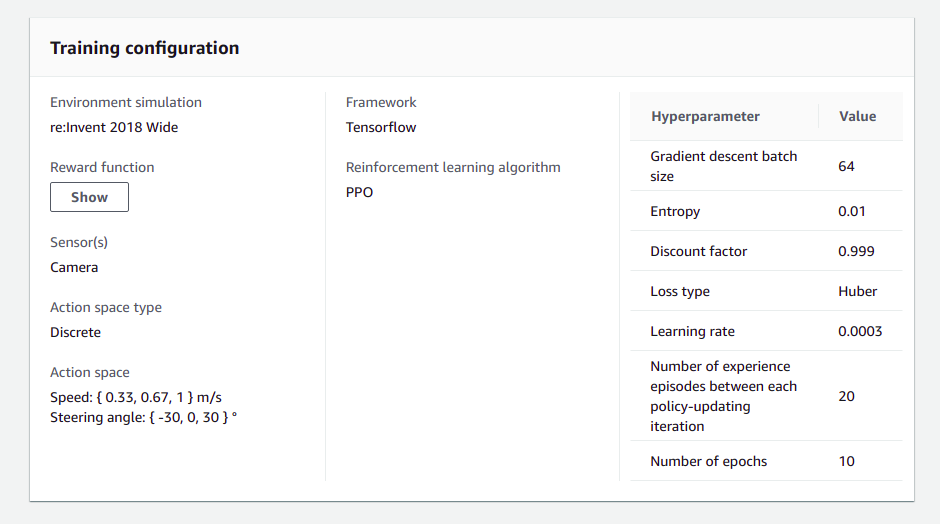 Training configuration
Environment simulation
re:Invent 2018 Wide
Reward function
Show
Sensor(s)
Camera
Action space type
Discrete
Action space
Speed: { 0.33, 0.67, 1 } m/s
Steering angle: { -30, 0, 30 } °
Framework
Tensorflow
Reinforcement learning algorithm
PPO
Hyperparameter Value
Gradient descent batch
size 64
Entropy 0.01
Discount factor 0.999
Loss type Huber
Learning rate 0.0003
Number of experience
episodes between each
policy-updating
iteration 20
Number of epochs 10